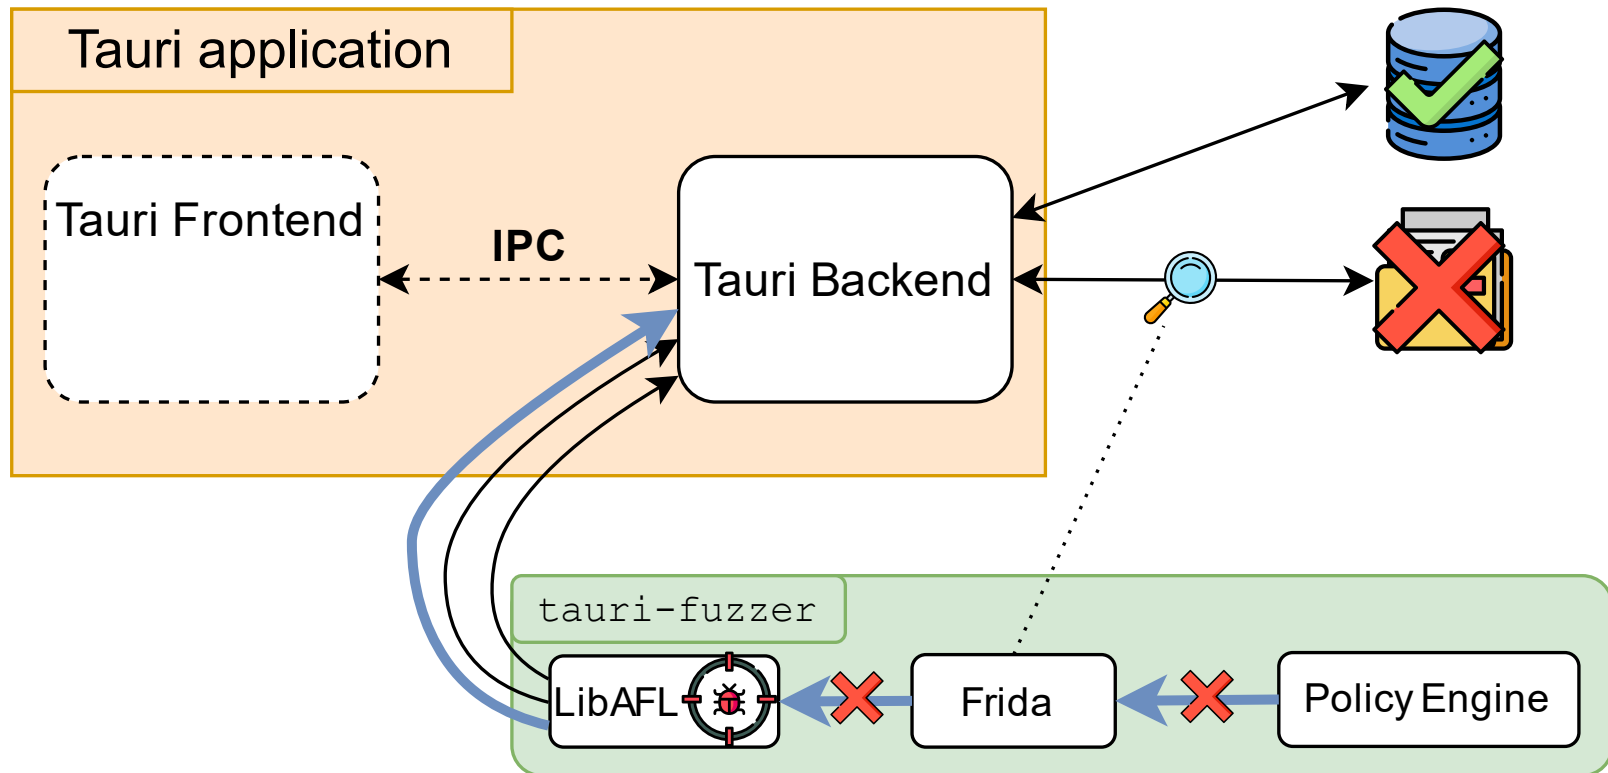 Tauri application
Tauri Frontend
IPC
Tauri Backend
tauri-fuzzer
LibAFL
Frida
Policy Engine